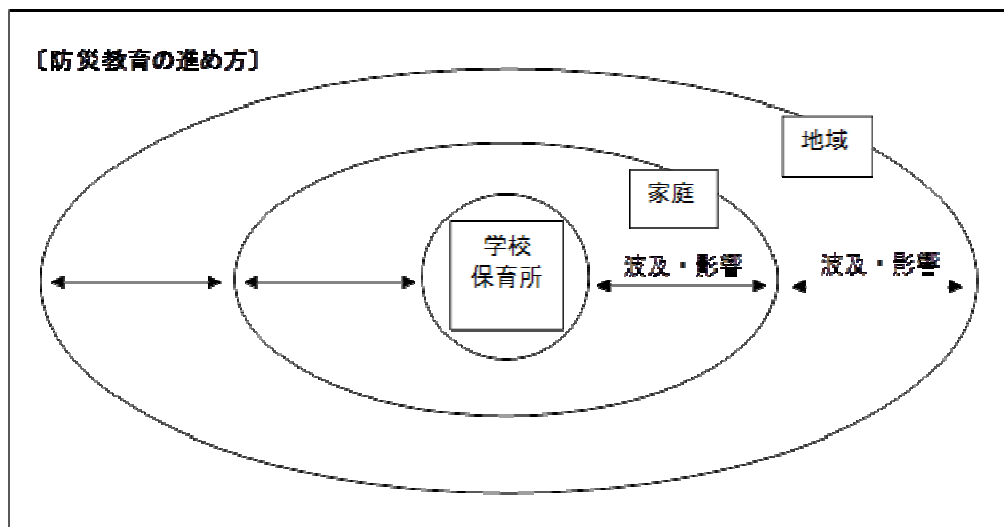 〔防災教育の進め方〕
地域
家庭
学校
保育所
波及・影響
波及・影響